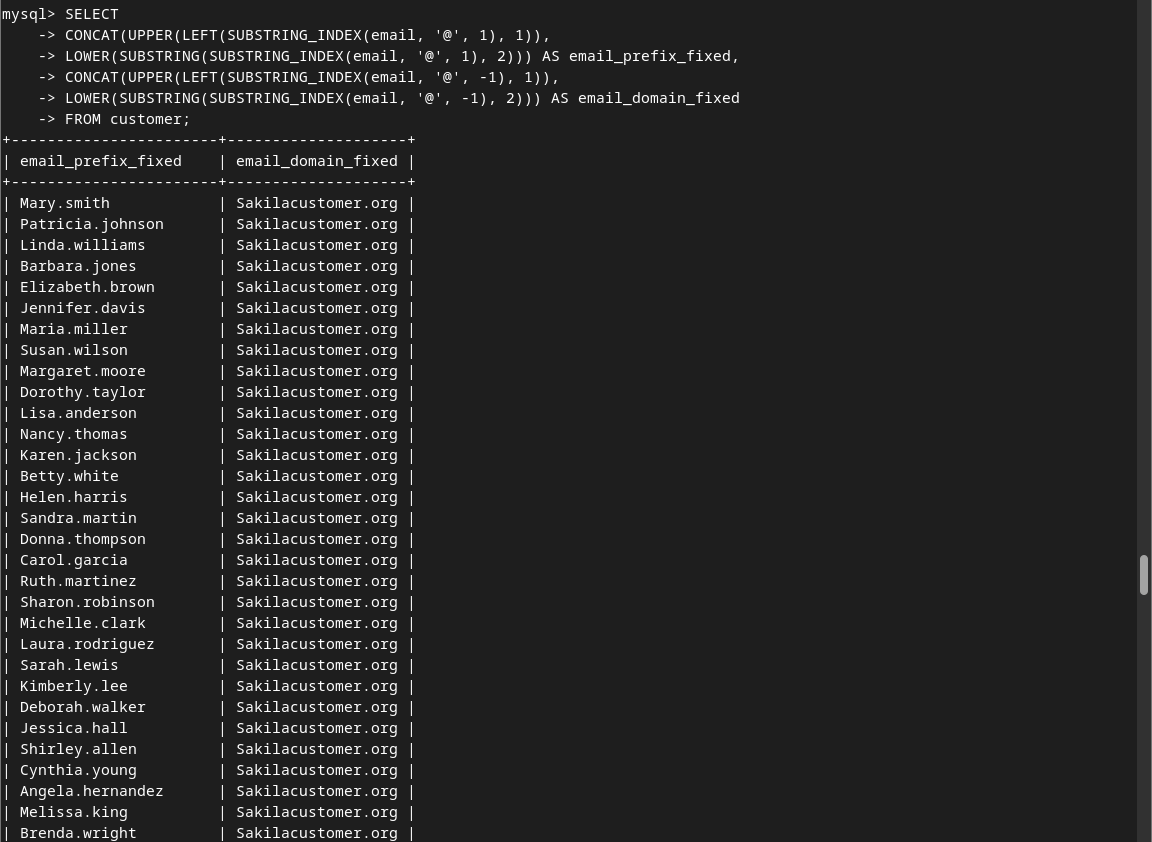 mysql> SELECT
    -> CONCAT(UPPER(LEFT(SUBSTRING_INDEX(email, '@', 1), 1)),
    -> LOWER(SUBSTRING(SUBSTRING_INDEX(email, '@', 1), 2))) AS email_prefix_fixed,
    -> CONCAT(UPPER(LEFT(SUBSTRING_INDEX(email, '@', -1), 1)),
    -> LOWER(SUBSTRING(SUBSTRING_INDEX(email, '@', -1), 2))) AS email_domain_fixed
    -> FROM customer;
+-----------------------+--------------------+
| email_prefix_fixed    | email_domain_fixed |
+-----------------------+--------------------+
| Mary.smith            | Sakilacustomer.org |
| Patricia.johnson      | Sakilacustomer.org |
| Linda.williams        | Sakilacustomer.org |
| Barbara.jones         | Sakilacustomer.org |
| Elizabeth.brown       | Sakilacustomer.org |
| Jennifer.davis        | Sakilacustomer.org |
| Maria.miller          | Sakilacustomer.org |
| Susan.wilson          | Sakilacustomer.org |
| Margaret.moore        | Sakilacustomer.org |
| Dorothy.taylor        | Sakilacustomer.org |
| Lisa.anderson         | Sakilacustomer.org |
| Nancy.thomas          | Sakilacustomer.org |
| Karen.jackson         | Sakilacustomer.org |
| Betty.white           | Sakilacustomer.org |
| Helen.harris          | Sakilacustomer.org |
| Sandra.martin         | Sakilacustomer.org |
| Donna.thompson        | Sakilacustomer.org |
| Carol.garcia          | Sakilacustomer.org |
| Ruth.martinez         | Sakilacustomer.org |
| Sharon.robinson       | Sakilacustomer.org |
| Michelle.clark        | Sakilacustomer.org |
| Laura.rodriguez       | Sakilacustomer.org |
| Sarah.lewis           | Sakilacustomer.org |
| Kimberly.lee          | Sakilacustomer.org |
| Deborah.walker        | Sakilacustomer.org |
| Jessica.hall          | Sakilacustomer.org |
| Shirley.allen         | Sakilacustomer.org |
| Cynthia.young         | Sakilacustomer.org |
| Angela.hernandez      | Sakilacustomer.org |
| Melissa.king          | Sakilacustomer.org |
| Brenda.wright         | Sakilacustomer.org |